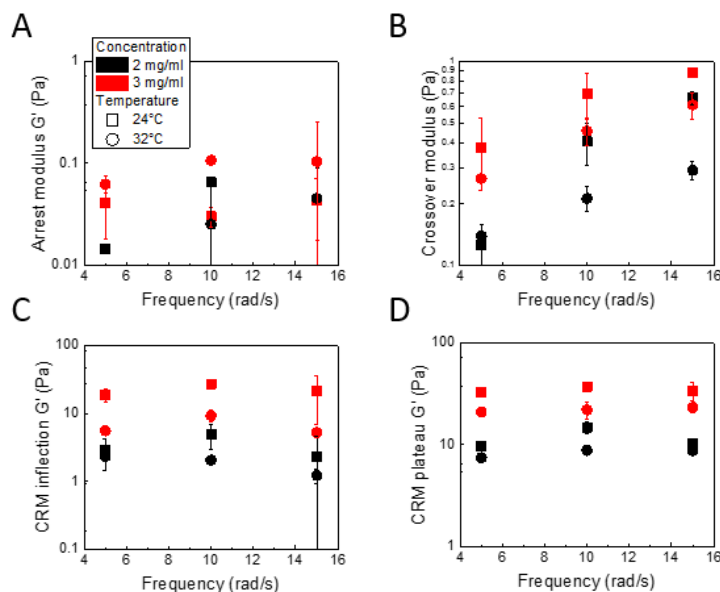 A
Concentration
2 mg/ml
3 mg/ml
Temperature
24°C
32°C
1
0.1
0.01
Arrest modulus G' (Pa)
4 6 8 10 12 14 16
Frequency (rad/s)
B
1
0.9
0.8
0.7
0.6
0.5
0.4
0.3
0.2
0.1
Crossover modulus (Pa)
4 6 8 10 12 14 16
Frequency (rad/s)
C
100
10
1
0.1
CRM inflection G' (Pa)
4 6 8 10 12 14 16
Frequency (rad/s)
D
100
10
1
CRM plateau G' (Pa)
4 6 8 10 12 14 16
Frequency (rad/s)